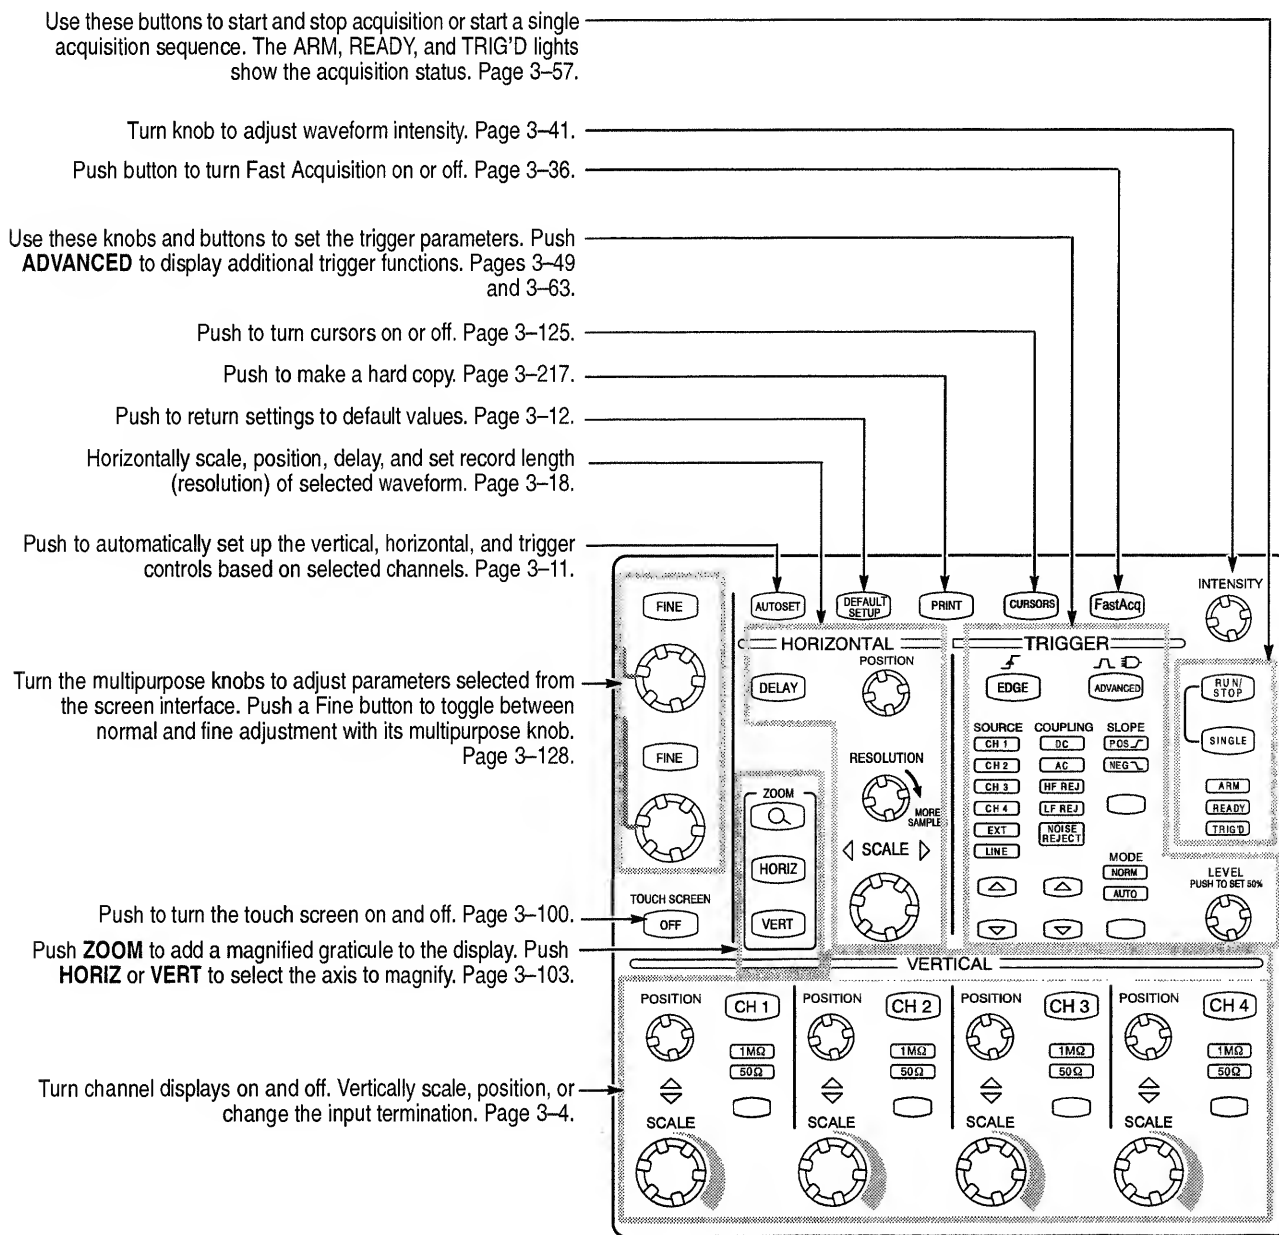 Use these buttons to start and stop acquisition or start a single
acquisition sequence. The ARM, READY, and TRIG'D lights
show the acquisition status. Page 3–57.
Turn knob to adjust waveform intensity. Page 3–41.
Push button to turn Fast Acquisition on or off. Page 3–36.
Use these knobs and buttons to set the trigger parameters. Push
ADVANCED to display additional trigger functions. Pages 3–49
and 3–63.
Push to turn cursors on or off. Page 3–125.
Push to make a hard copy. Page 3–217.
Push to return settings to default values. Page 3–12.
Horizontally scale, position, delay, and set record length
(resolution) of selected waveform. Page 3–18.
Push to automatically set up the vertical, horizontal, and trigger
controls based on selected channels. Page 3–11.
Turn the multipurpose knobs to adjust parameters selected from
the screen interface. Push a Fine button to toggle between
normal and fine adjustment with its multipurpose knob.
Page 3–128.
Push to turn the touch screen on and off. Page 3–100.
Push ZOOM to add a magnified graticule to the display. Push
HORIZ or VERT to select the axis to magnify. Page 3–103.
Turn channel displays on and off. Vertically scale, position, or
change the input termination. Page 3–4.
FINE
FINE
TOUCH SCREEN
OFF
AUTOSET
DEFAULT
SETUP
PRINT
CURSORS
FastAcq
INTENSITY
HORIZONTAL
POSITION
DELAY
RESOLUTION
MORE
SAMPLE
SCALE
ZOOM
HORIZ
VERT
TRIGGER
EDGE
ADVANCED
SOURCE
CH 1
CH 2
CH 3
CH 4
EXT
LINE
COUPLING
DC
AC
HF REJ
LF REJ
NOISE
REJECT
SLOPE
POS
NEG
MODE
NORM
AUTO
RUN/
STOP
SINGLE
ARM
READY
TRIG'D
LEVEL
PUSH TO SET 50%
VERTICAL
POSITION
CH 1
1MΩ
50Ω
SCALE
POSITION
CH 2
1MΩ
50Ω
SCALE
POSITION
CH 3
1MΩ
50Ω
SCALE
POSITION
CH 4
1MΩ
50Ω
SCALE